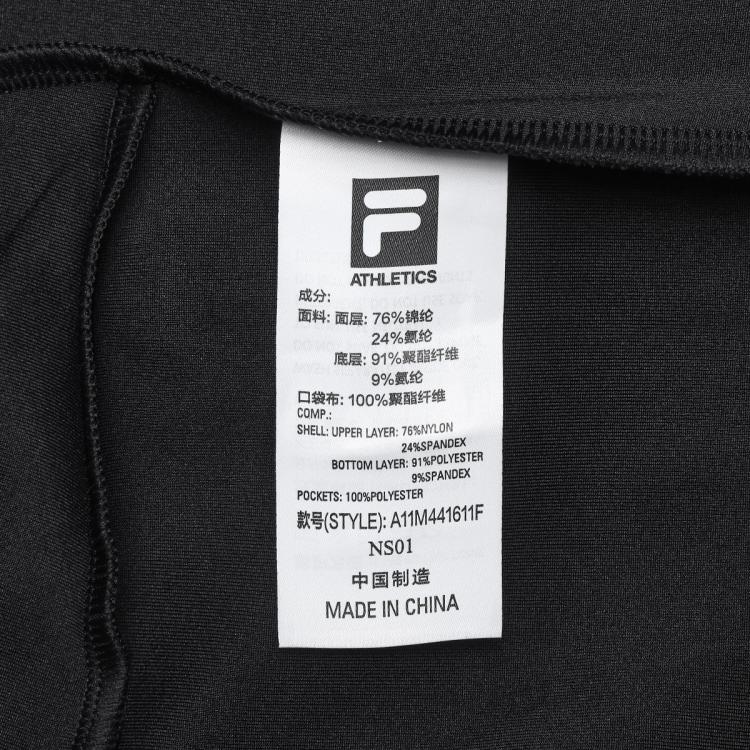 F
ATHLETICS
成分:
面料: 面层: 76%锦纶
24%氨纶
底层: 91%聚酯纤维
9%氨纶
口袋布: 100%聚酯纤维
COMP.:
SHELL: UPPER LAYER: 76%NYLON
24%SPANDEX
BOTTOM LAYER: 91%POLYESTER
9%SPANDEX
POCKETS: 100%POLYESTER
款号(STYLE): A11M441611F
NS01
中国制造
MADE IN CHINA